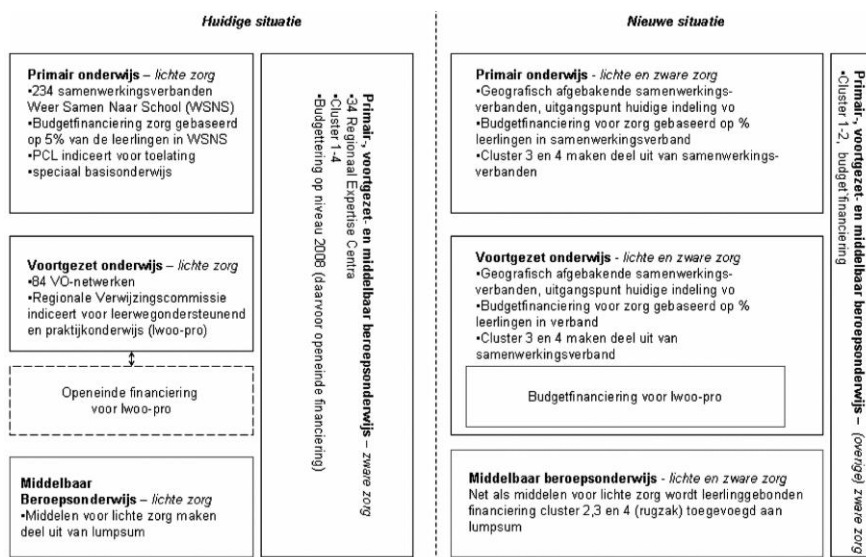 Huidige situatie
Primair onderwijs – lichte zorg
•234 samenwerkingsverbanden
Weer Samen Naar School (WSNS)
•Budgetfinanciering zorg gebaseerd
op 5% van de leerlingen in WSNS
•PCL indiceert voor toelating
•speciaal basisonderwijs
Voortgezet onderwijs – lichte zorg
•84 VO-netwerken
•Regionale Verwijzingscommissie
indiceert voor leerwegondersteunend
en praktijkonderwijs (lwoo-pro)
Openeinde financiering
voor lwoo-pro
Middelbaar
Beroepsonderwijs – lichte zorg
•Middelen voor lichte zorg maken
deel uit van lumpsum
Primair-, voortgezet- en middelbaar beroepsonderwijs – zware zorg
•34 Regionaal Expertise Centra
•Cluster 1-4
•Budgettering op niveau 2008 (daarvoor openeinde financiering)
Nieuwe situatie
Primair onderwijs - lichte en zware zorg
•Geografisch afgebakende samenwerkings-
verbanden, uitgangspunt huidige indeling vo
•Budgetfinanciering voor zorg gebaseerd op %
leerlingen in samenwerkingsverband
•Cluster 3 en 4 maken deel uit van samenwerkings-
verbanden
Voortgezet onderwijs - lichte en zware zorg
•Geografisch afgebakende samenwerkings-
verbanden, uitgangspunt huidige indeling vo
•Budgetfinanciering voor zorg gebaseerd op %
leerlingen in verband
•Cluster 3 en 4 maken deel uit van
samenwerkingsverband
Budgetfinanciering voor lwoo-pro
Middelbaar beroepsonderwijs - lichte en zware zorg
Net als middelen voor lichte zorg wordt leerlinggebonden
financiering cluster 2,3 en 4 (rugzak) toegevoegd aan
lumpsum
Primair-, voortgezet- en middelbaar beroepsonderwijs – (overige) zware zorg
•Cluster 1-2, budget financiering